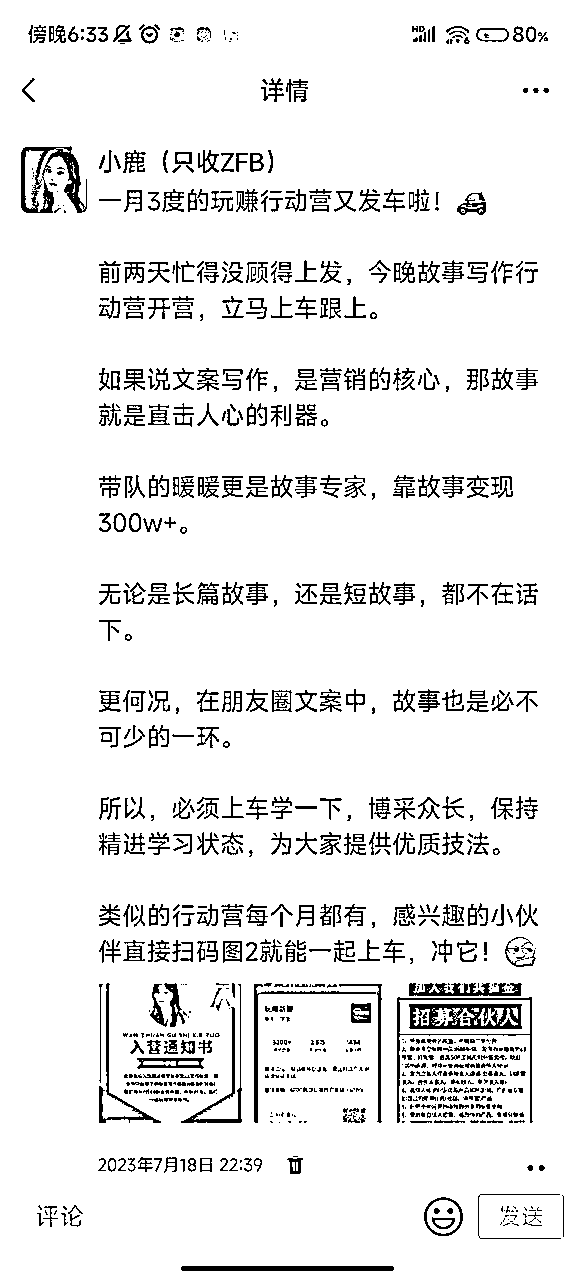 傍晚6:33
HD
80%
详情
小鹿（只收ZFB）
一月3度的玩赚行动营又发车啦！
前两天忙得没顾得上发，今晚故事写作行
动营开营，立马上车跟上。
如果说文案写作，是营销的核心，那故事
就是直击人心的利器。
带队的暖暖更是故事专家，靠故事变现
300w+。
无论是长篇故事，还是短故事，都不在话
下。
更何况，在朋友圈文案中，故事也是必不
可少的一环。
所以，必须上车学一下，博采众长，保持
精进学习状态，为大家提供优质技法。
类似的行动营每个月都有，感兴趣的小伙
伴直接扫码图2就能一起上车，冲它！
入营通知书
招募合伙人
2023年7月18日 22:39
评论
发送